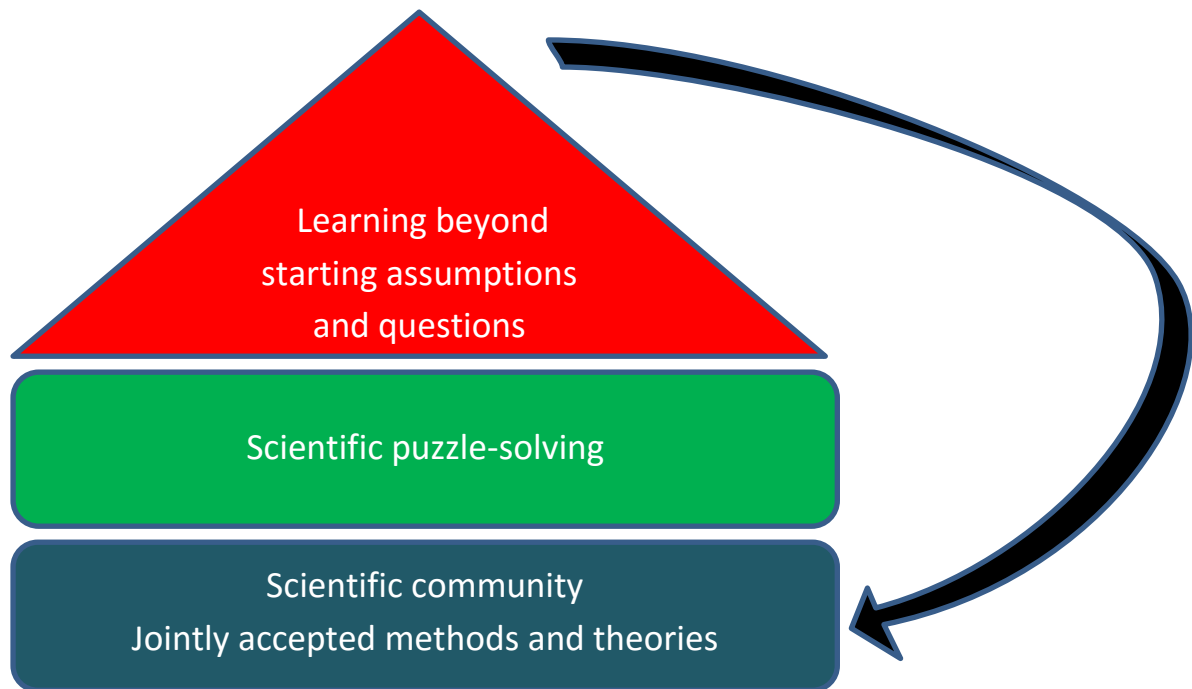 Learning beyond
starting assumptions
and questions
Scientific puzzle-solving
Scientific community
Jointly accepted methods and theories